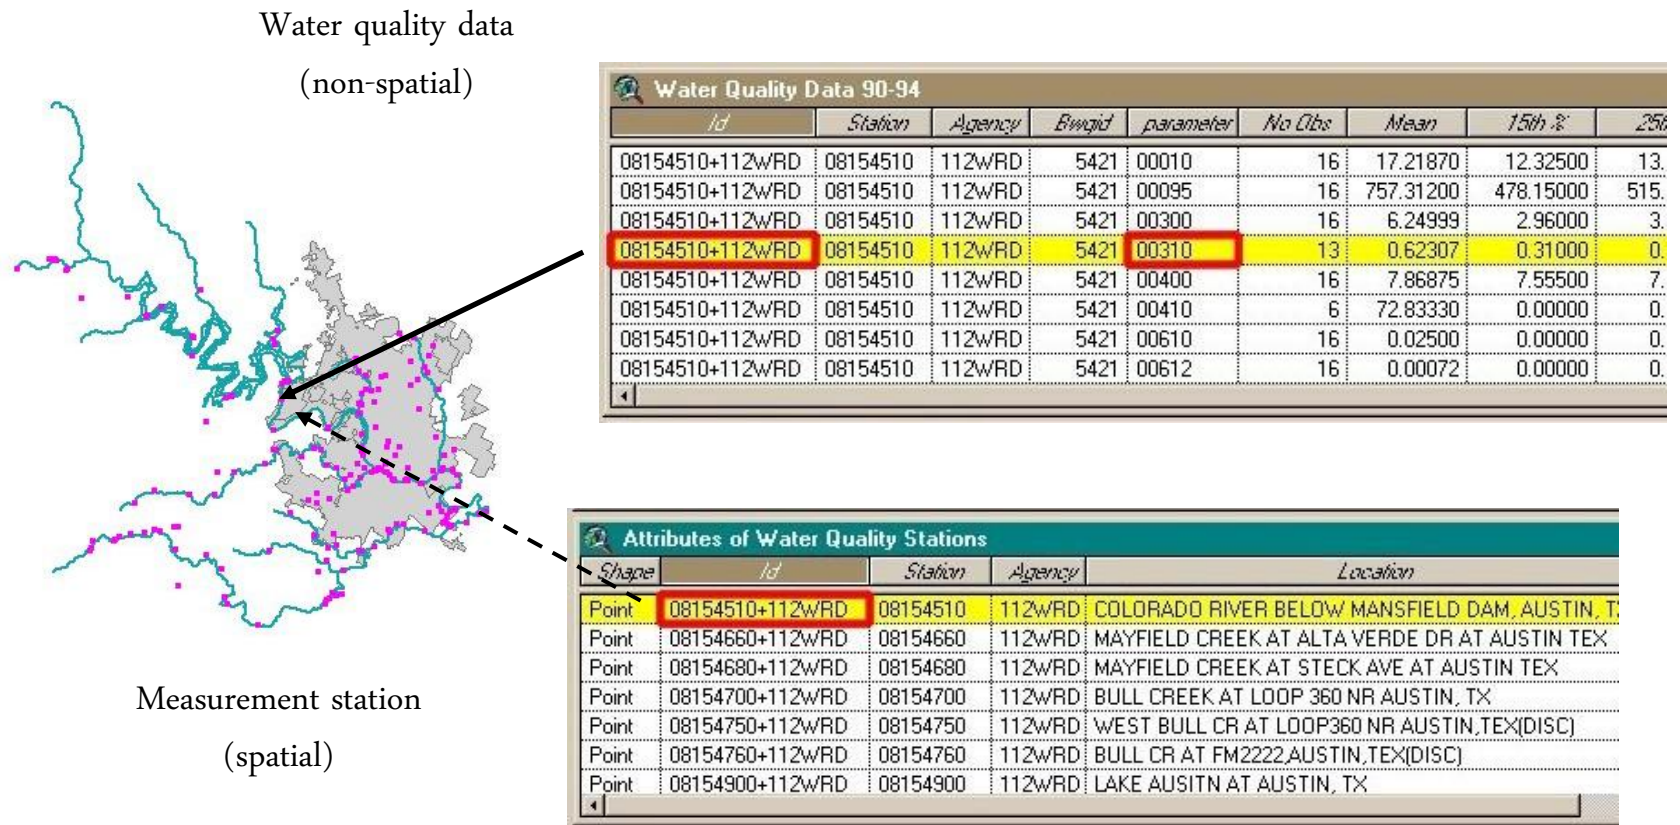 Water quality data
(non-spatial)
Water Quality Data 90-94
Id Station Agency Bwqid parameter No Obs Mean 15th % 25t
08154510+112WRD 08154510 112WRD 5421 00010 16 17.21870 12.32500 13.
08154510+112WRD 08154510 112WRD 5421 00095 16 757.31200 478.15000 515.
08154510+112WRD 08154510 112WRD 5421 00300 16 6.24999 2.96000 3.
08154510+112WRD 08154510 112WRD 5421 00310 13 0.62307 0.31000 0.
08154510+112WRD 08154510 112WRD 5421 00400 16 7.86875 7.55500 7.
08154510+112WRD 08154510 112WRD 5421 00410 6 72.83330 0.00000 0.
08154510+112WRD 08154510 112WRD 5421 00610 16 0.02500 0.00000 0.
08154510+112WRD 08154510 112WRD 5421 00612 16 0.00072 0.00000 0.
Attributes of Water Quality Stations
Shape Id Station Agency Location
Point 08154510+112WRD 08154510 112WRD COLORADO RIVER BELOW MANSFIELD DAM, AUSTIN, T
Point 08154660+112WRD 08154660 112WRD MAYFIELD CREEK AT ALTA VERDE DR AT AUSTIN TEX
Point 08154680+112WRD 08154680 112WRD MAYFIELD CREEK AT STECK AVE AT AUSTIN TEX
Point 08154700+112WRD 08154700 112WRD BULL CREEK AT LOOP 360 NR AUSTIN, TX
Point 08154750+112WRD 08154750 112WRD WEST BULL CR AT LOOP360 NR AUSTIN,TEX(DISC)
Point 08154760+112WRD 08154760 112WRD BULL CR AT FM2222,AUSTIN,TEX(DISC)
Point 08154900+112WRD 08154900 112WRD LAKE AUSITN AT AUSTIN, TX
Measurement station
(spatial)